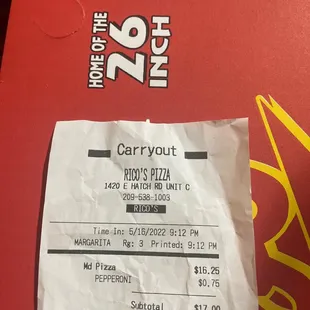 HOME OF THE
26
INCH
Carryout
RICO'S PIZZA
1420 E HATCH RD UNIT C
209-538-1003
RICO'S
Time In: 5/16/2022 9:12 PM
MARGARITA Rg: 3 Printed: 9:12 PM
Md Pizza $16.25
PEPPERONI $0.75
Subtotal $17.00